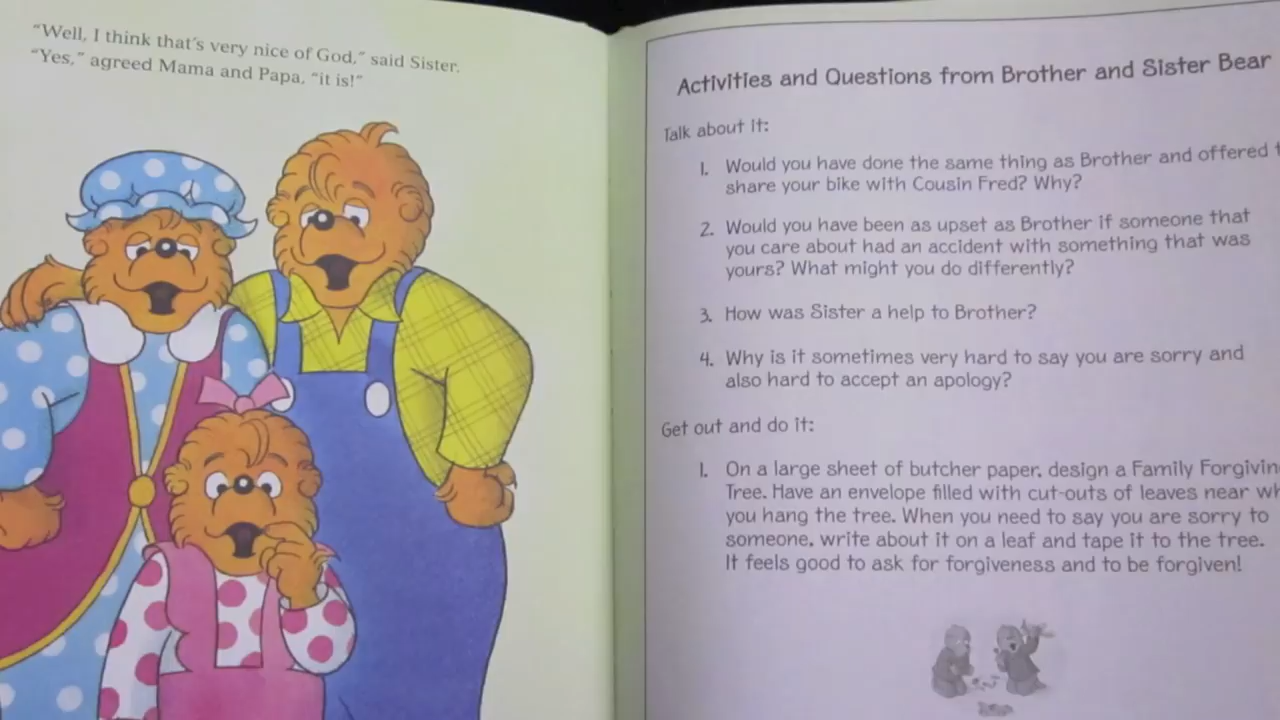 "Well, I think that's very nice of God," said Sister.
"Yes," agreed Mama and Papa, "it is!"
Activities and Questions from Brother and Sister Bear
Talk about it:
1. Would you have done the same thing as Brother and offered
share your bike with Cousin Fred? Why?
2. Would you have been as upset as Brother if someone that
you care about had an accident with something that was
yours? What might you do differently?
3. How was Sister a help to Brother?
4. Why is it sometimes very hard to say you are sorry and
also hard to accept an apology?
Get out and do it:
1. On a large sheet of butcher paper, design a Family Forgivin
Tree. Have an envelope filled with cut-outs of leaves near wh
you hang the tree. When you need to say you are sorry to
someone, write about it on a leaf and tape it to the tree.
It feels good to ask for forgiveness and to be forgiven!